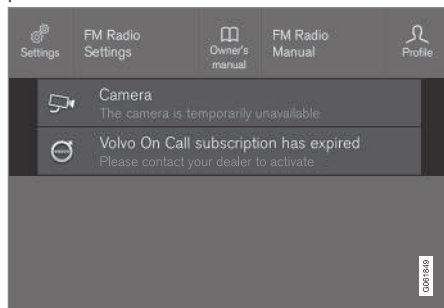 Settings
FM Radio
Settings
Owner's
manual
FM Radio
Manual
Profile
Camera
The camera is temporarily unavailable
Volvo On Call subscription has expired
Please contact your dealer to activate
G061849